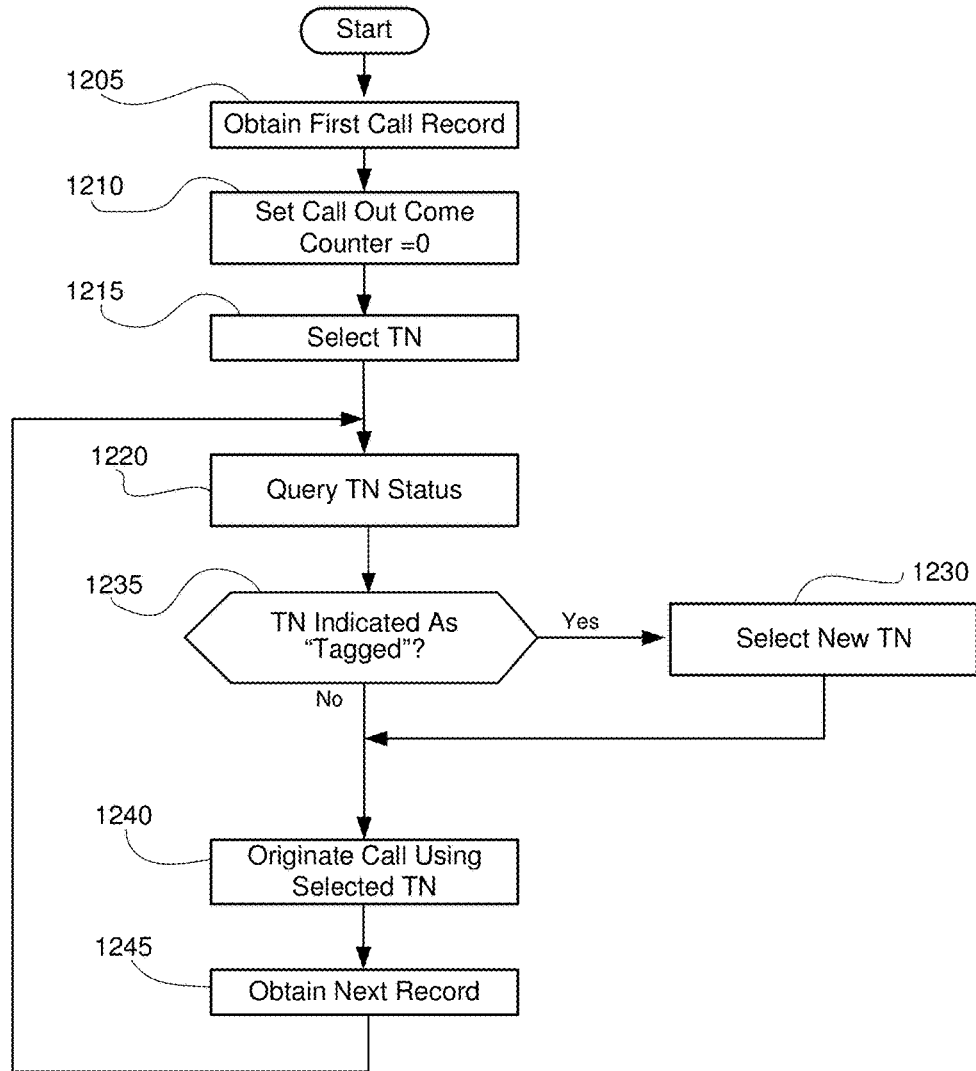 Start
1205
Obtain First Call Record
1210
Set Call Out Come
Counter =0
1215
Select TN
1220
Query TN Status
1235
TN Indicated As
“Tagged”?
Yes
1230
Select New TN
No
1240
Originate Call Using
Selected TN
1245
Obtain Next Record